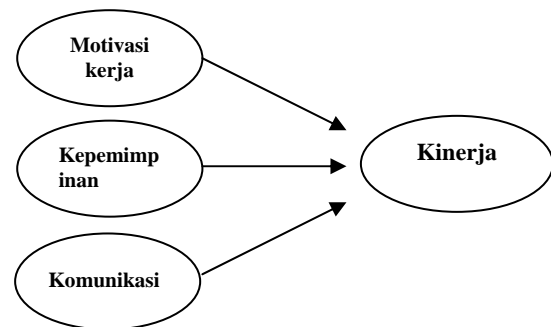 Motivasi
kerja
Kepemimp
inan
Komunikasi
Kinerja